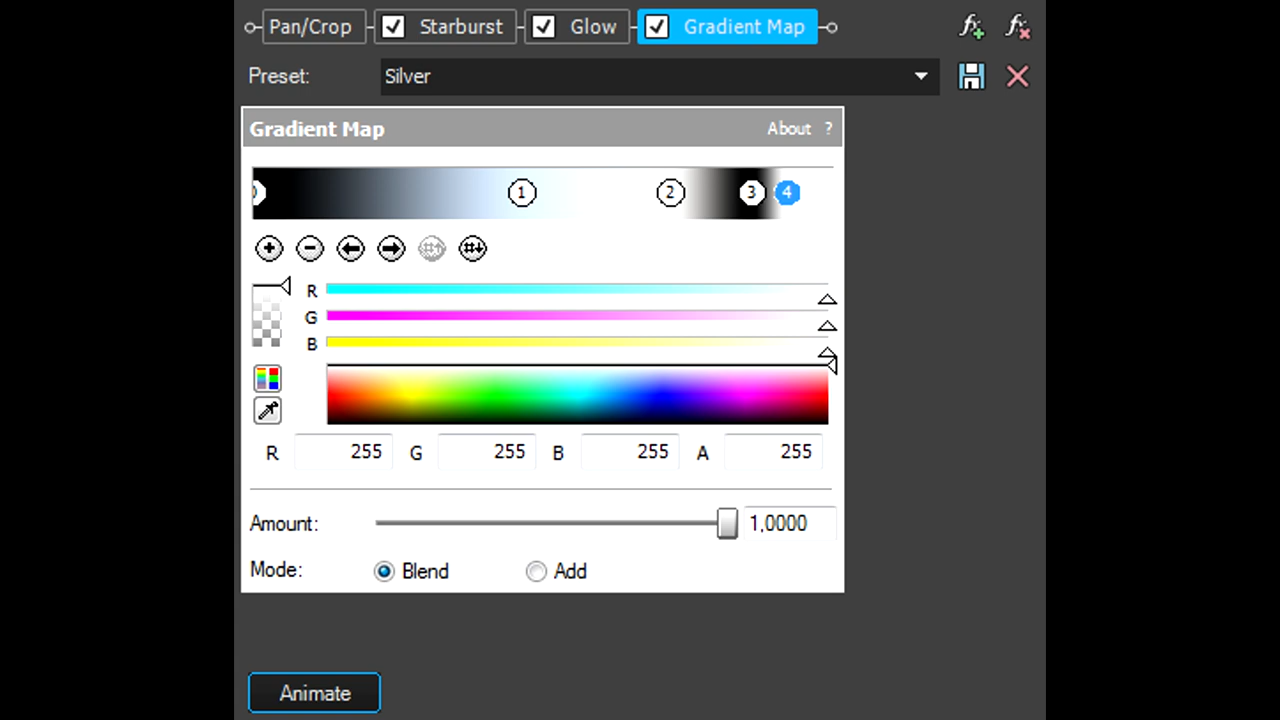 Pan/Crop Starburst Glow Gradient Map
Preset: Silver
Gradient Map About ?
0 1 2 3 4
R
G
B
R 255 G 255 B 255 A 255
Amount: 1,0000
Mode: Blend Add
Animate